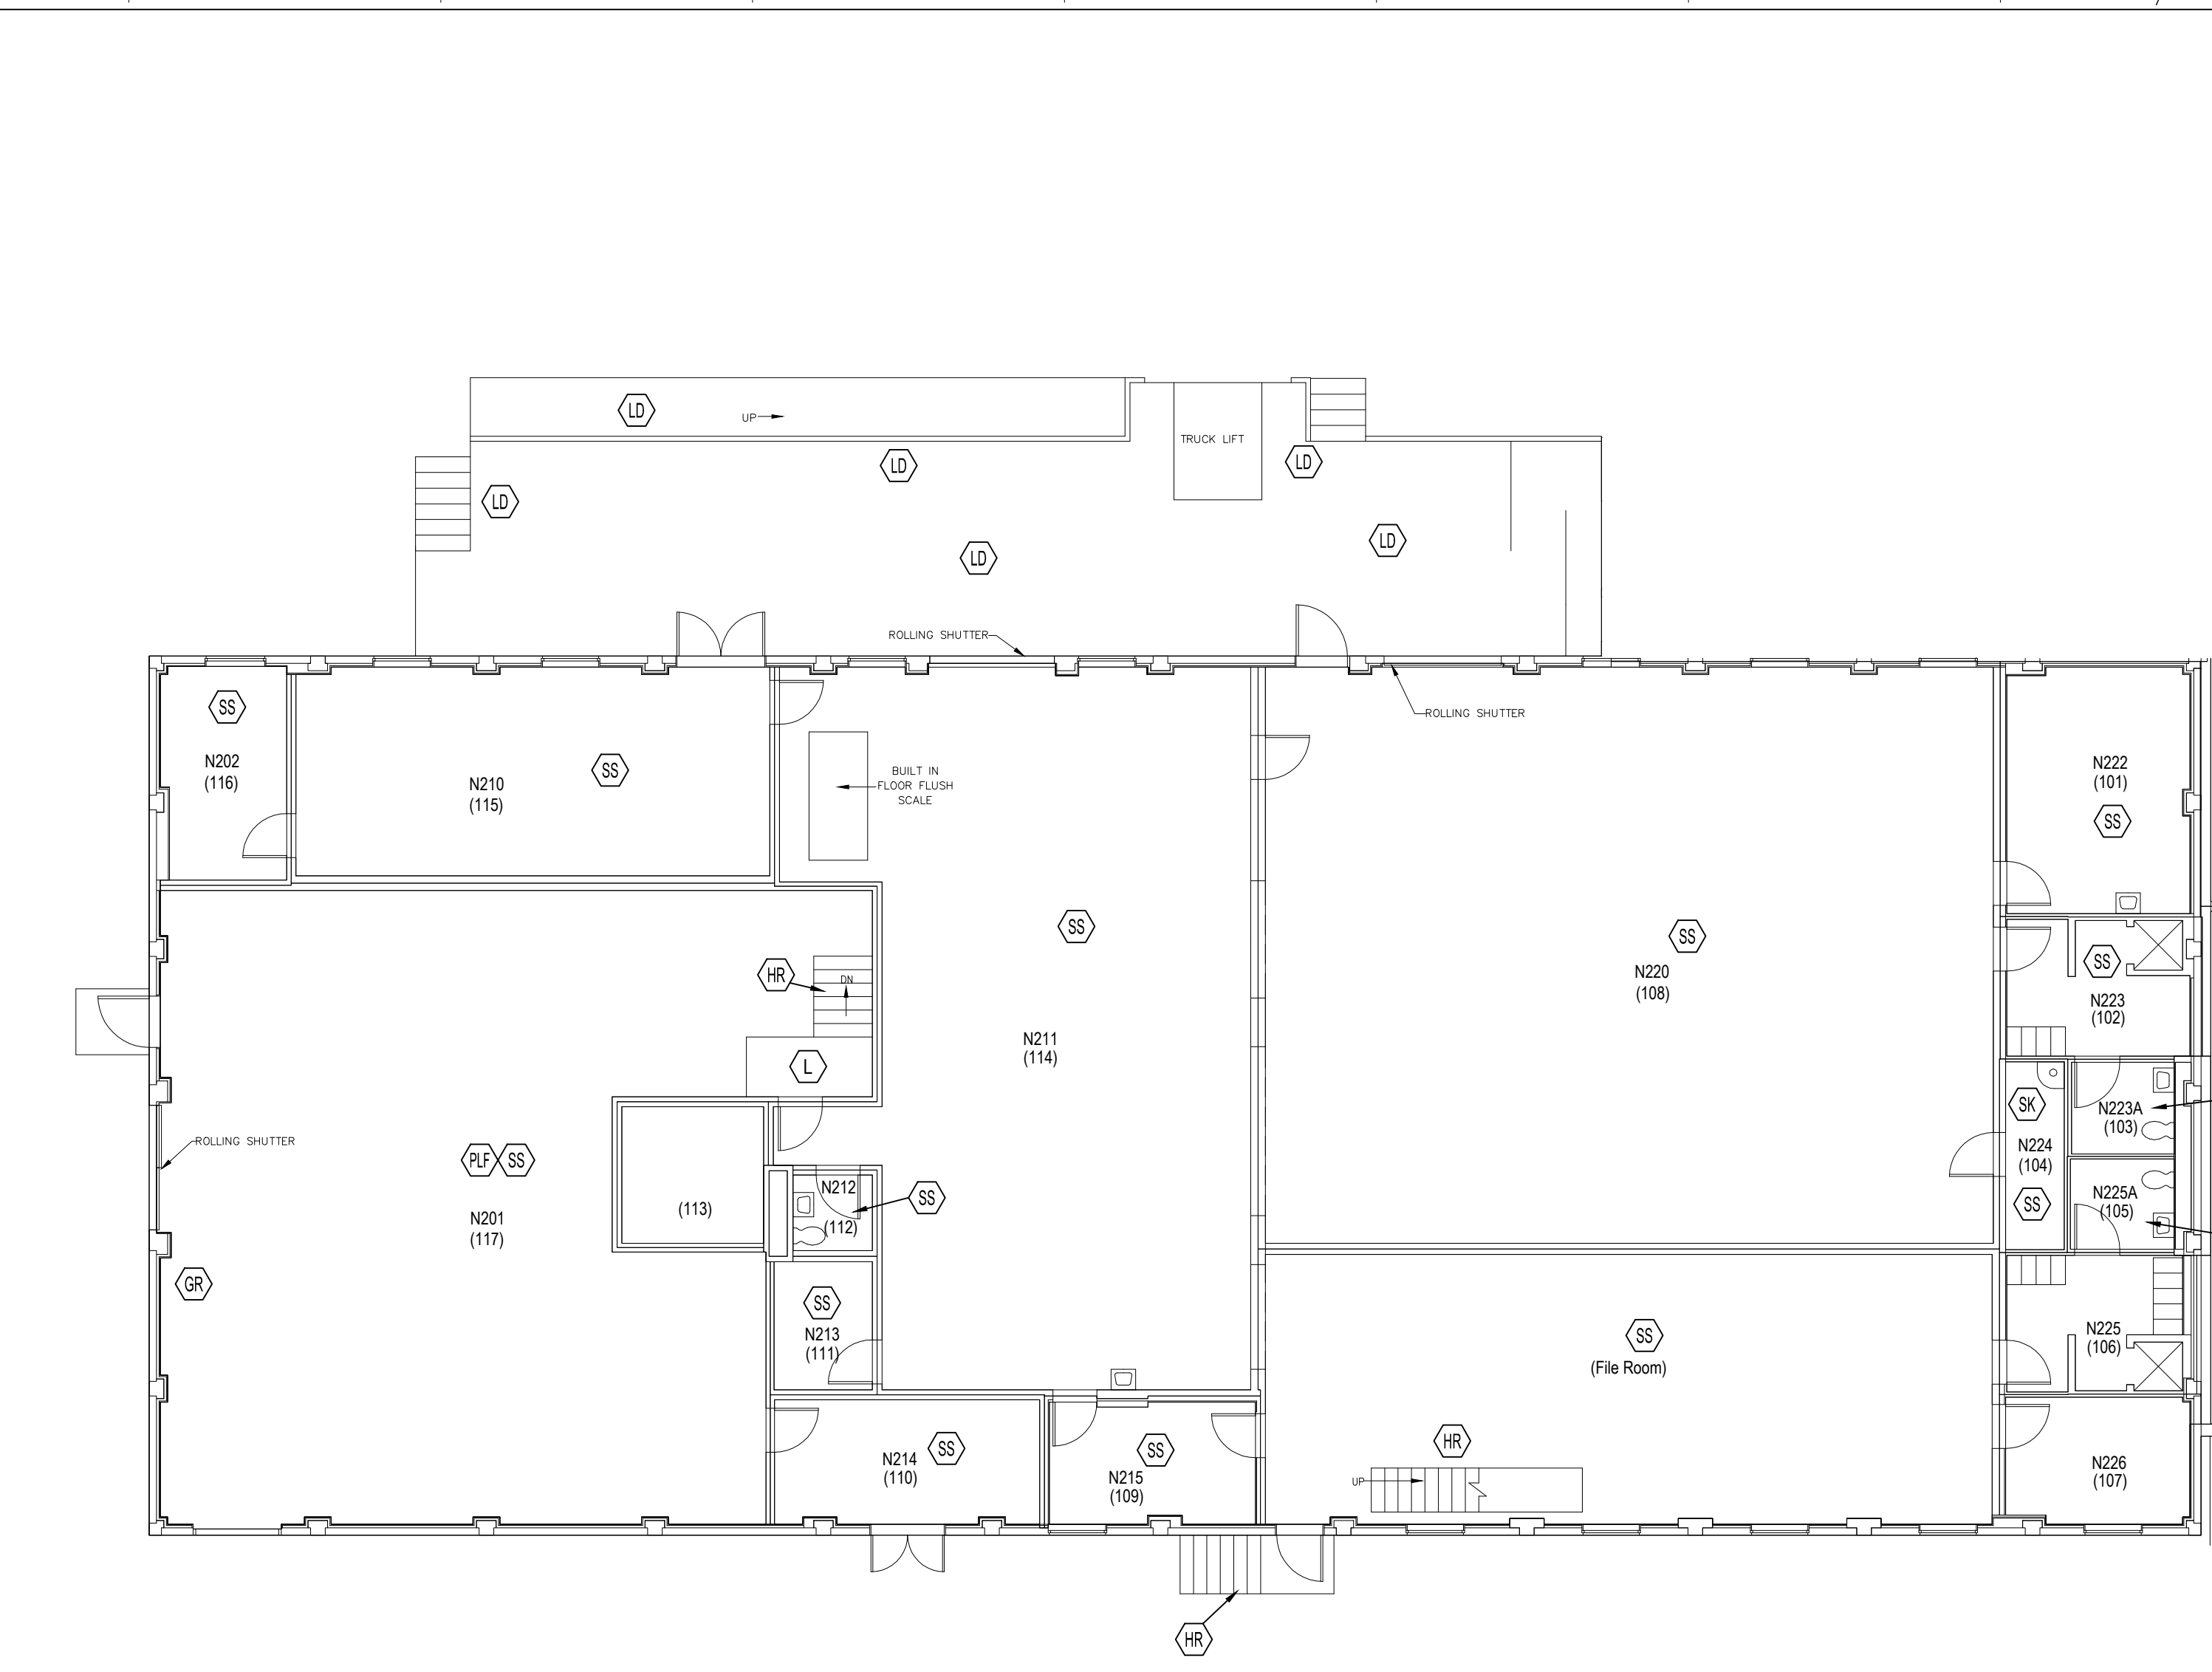 LD
UP
TRUCK LIFT
LD
LD
LD
LD
LD
ROLLING SHUTTER
SS
N202
(116)
N210
(115)
SS
BUILT IN
FLOOR FLUSH
SCALE
ROLLING SHUTTER
N222
(101)
SS
SS
SS
N220
(108)
SS
N223
(102)
HR
DN
L
N211
(114)
SK
N223A
(103)
N224
(104)
SS
N225A
(105)
ROLLING SHUTTER
PLF
SS
N201
(117)
(113)
N212
(112)
SS
GR
SS
N213
(111)
SS
(File Room)
N225
(106)
HR
UP
N214
(110)
SS
SS
N215
(109)
N226
(107)
HR